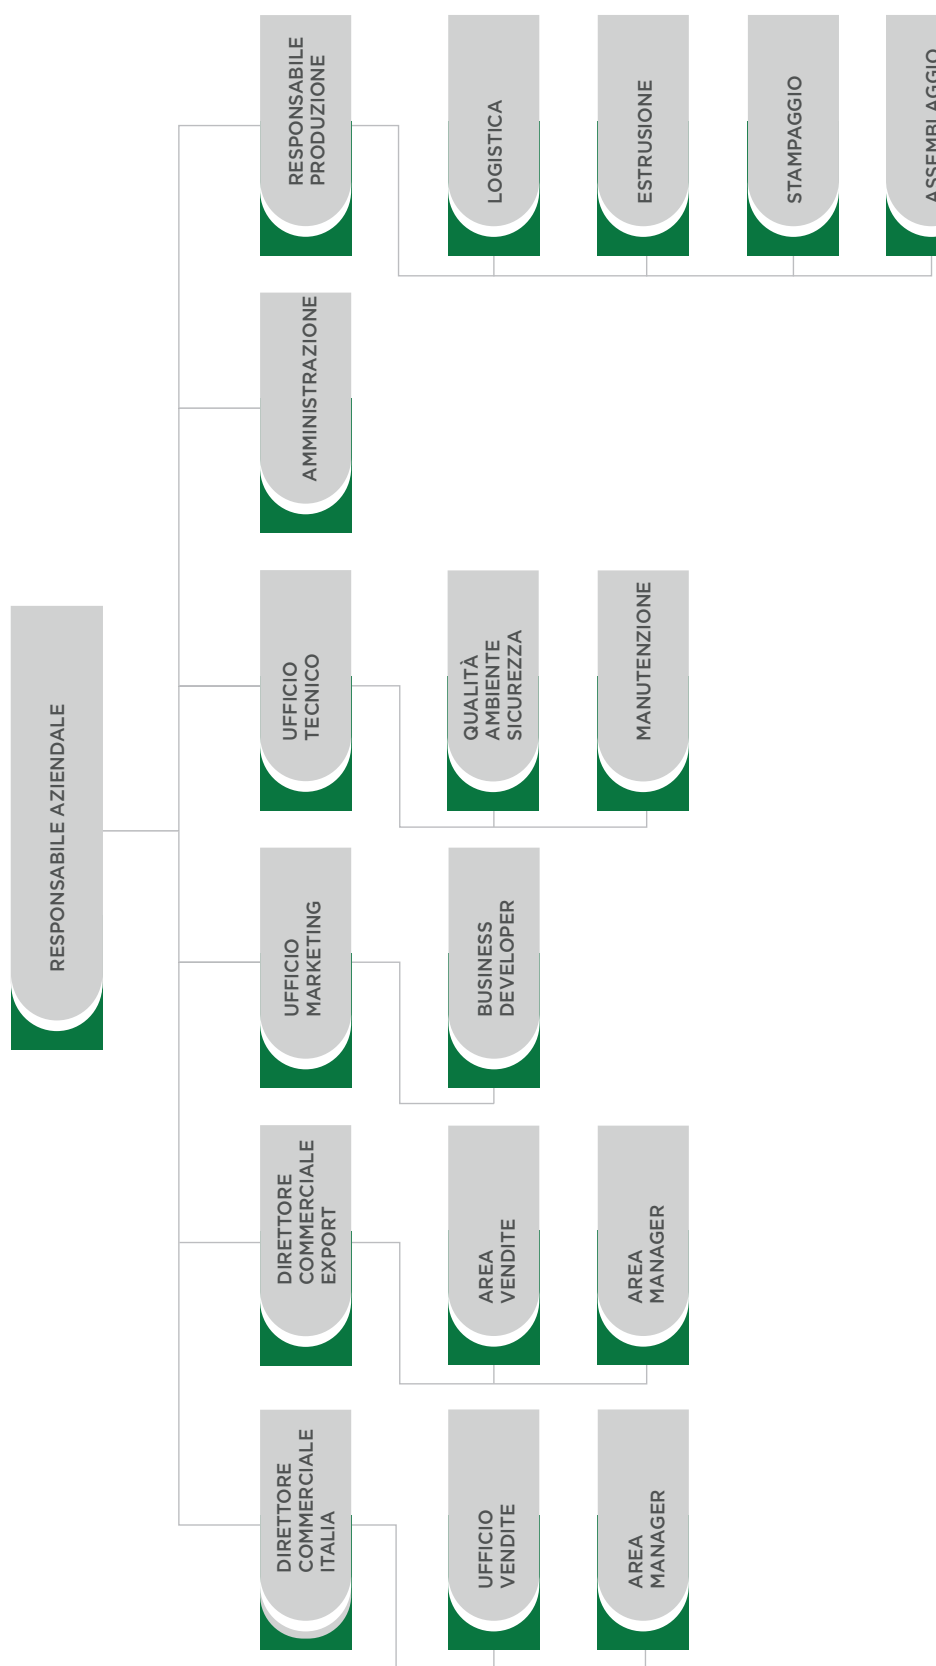 RESPONSABILE AZIENDALE
DIRETTORE
COMMERCIALE
ITALIA
UFFICIO
VENDITE
AREA
MANAGER
DIRETTORE
COMMERCIALE
EXPORT
AREA
VENDITE
AREA
MANAGER
UFFICIO
MARKETING
BUSINESS
DEVELOPER
UFFICIO
TECNICO
QUALITÀ
AMBIENTE
SICUREZZA
MANUTENZIONE
AMMINISTRAZIONE
RESPONSABILE
PRODUZIONE
LOGISTICA
ESTRUSIONE
STAMPAGGIO
ASSEMBLAGGIO